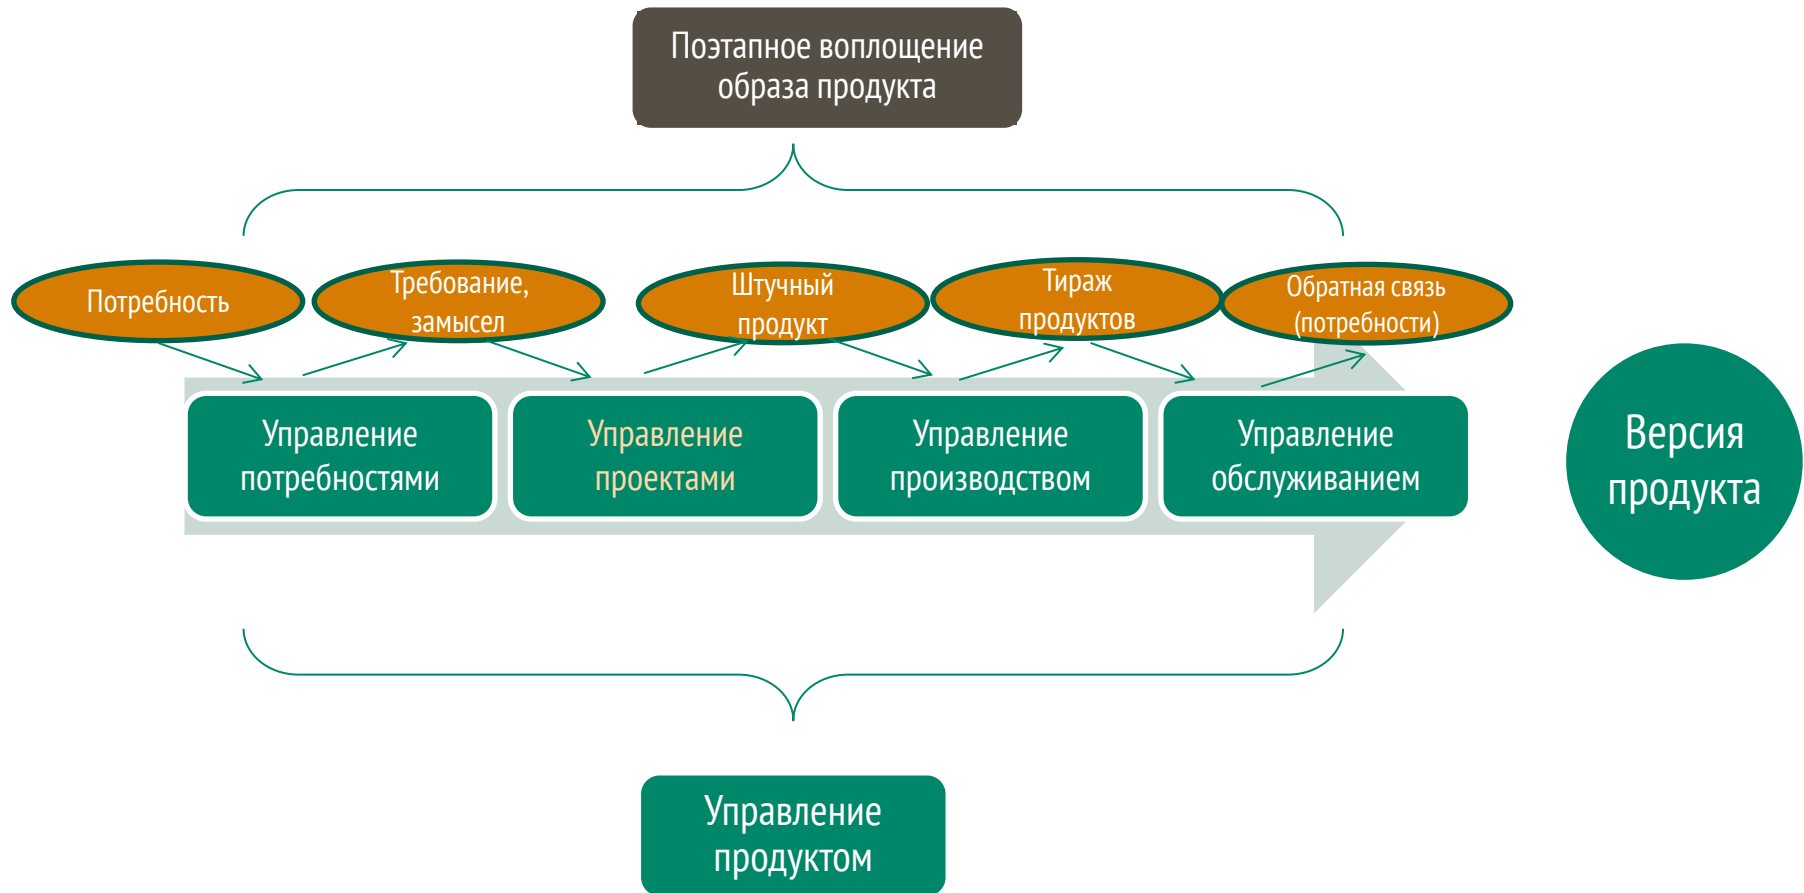 Поэтапное воплощение
образа продукта
Потребность
Требование,
замысел
Штучный
продукт
Тираж
продуктов
Обратная связь
(потребности)
Управление
потребностями
Управление
проектами
Управление
производством
Управление
обслуживанием
Версия
продукта
Управление
продуктом